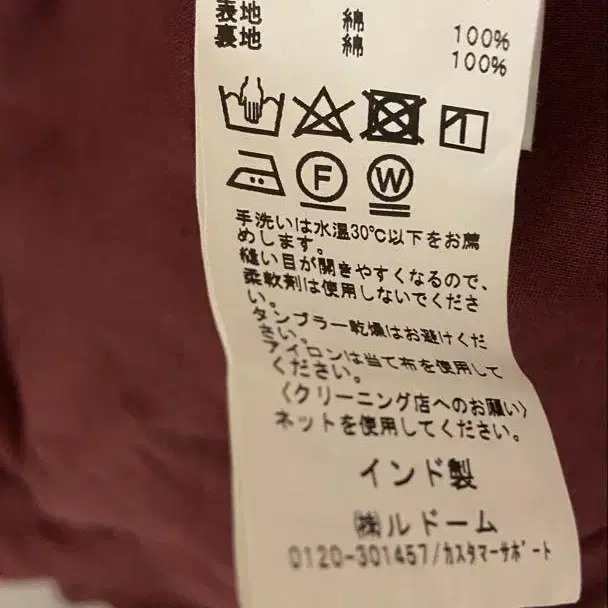 表地 綿 100%
裏地 綿 100%
F W
手洗いは水温30℃以下をお薦
めします。
縫い目が開きやすくなるので、
柔軟剤は使用しないでくださ
い。
タンブラー乾燥はお避けくだ
さい。
アイロンは当て布を使用して
ください。
〈クリーニング店へのお願い〉
ネットを使用してください。
インド製
㈱ルドーム
0120-301457/カスタマーサポート